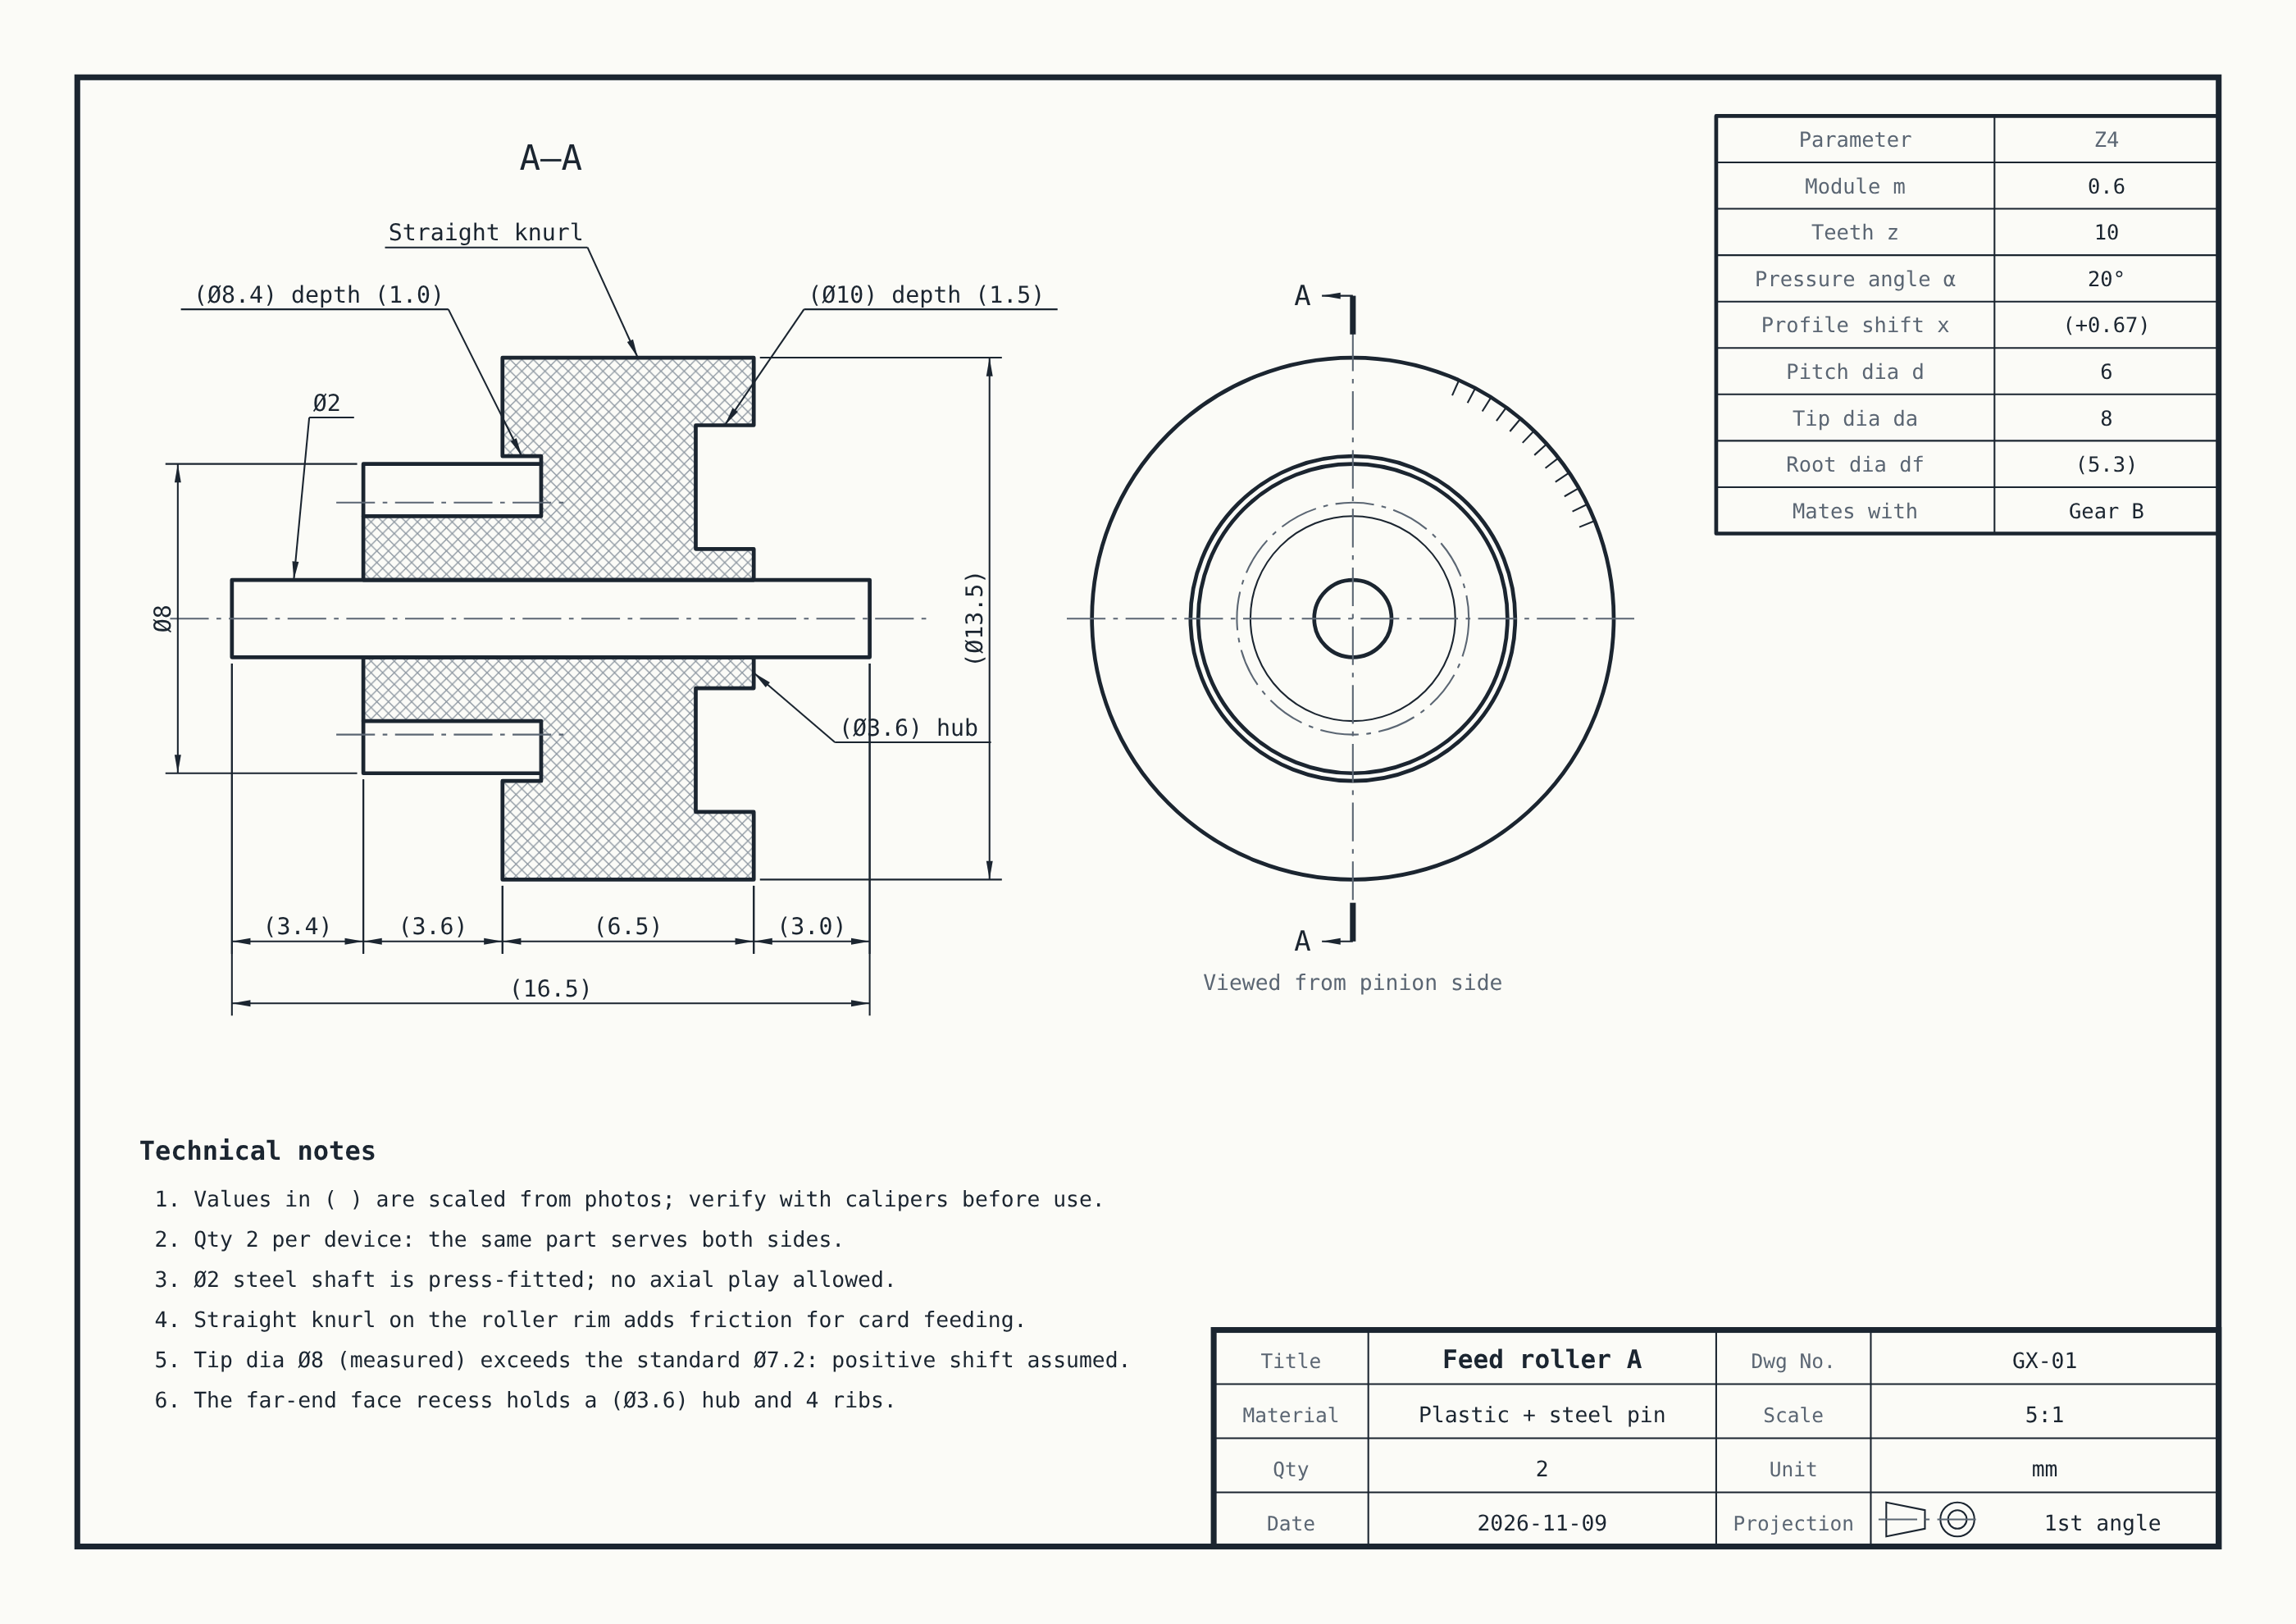 A—A
Straight knurl
(Ø8.4) depth (1.0)
(Ø10) depth (1.5)
Ø2
Ø8
(Ø13.5)
(Ø3.6) hub
(3.4) (3.6) (6.5) (3.0)
(16.5)
A
A
Viewed from pinion side
Parameter Z4
Module m 0.6
Teeth z 10
Pressure angle α 20°
Profile shift x (+0.67)
Pitch dia d 6
Tip dia da 8
Root dia df (5.3)
Mates with Gear B
Technical notes
1. Values in ( ) are scaled from photos; verify with calipers before use.
2. Qty 2 per device: the same part serves both sides.
3. Ø2 steel shaft is press-fitted; no axial play allowed.
4. Straight knurl on the roller rim adds friction for card feeding.
5. Tip dia Ø8 (measured) exceeds the standard Ø7.2: positive shift assumed.
6. The far-end face recess holds a (Ø3.6) hub and 4 ribs.
Title Feed roller A Dwg No. GX-01
Material Plastic + steel pin Scale 5:1
Qty 2 Unit mm
Date 2026-11-09 Projection 1st angle